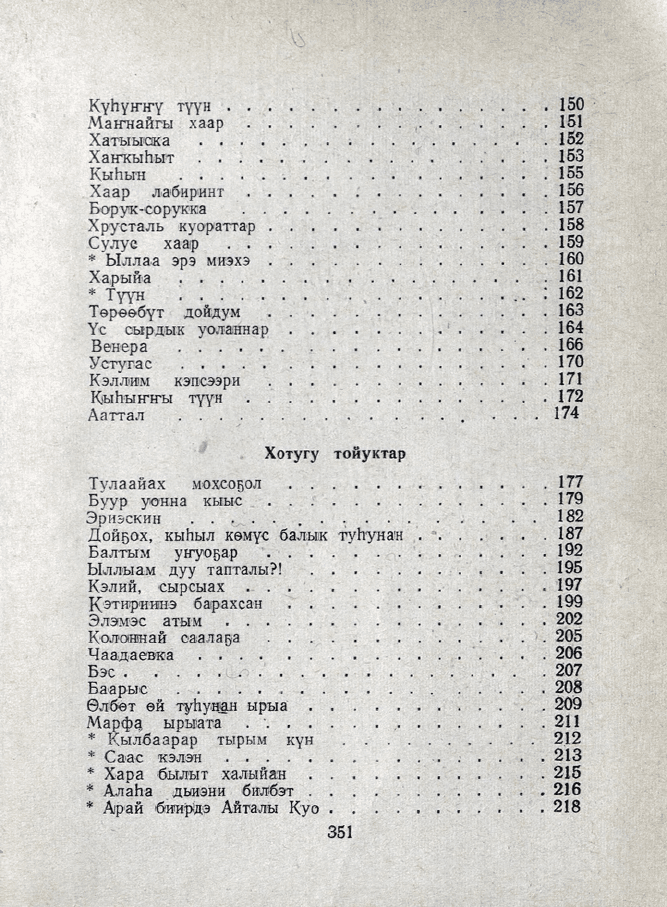 Күһүҥҥү түүн . . . . . . . . . . . . . . . . 150
Маҥнайгы хаар . . . . . . . . . . . . . . . 151
Хатыыска . . . . . . . . . . . . . . . . 152
Хаҥкыһыт . . . . . . . . . . . . . . . . 153
Кыһын . . . . . . . . . . . . . . . . . 155
Хаар лабиринт . . . . . . . . . . . . . . . 156
Борук-сорукка . . . . . . . . . . . . . . . 157
Хрусталь куораттар . . . . . . . . . . . . . 158
Сулус хаар . . . . . . . . . . . . . . . 159
* Ыллаа эрэ миэхэ . . . . . . . . . . . . . 160
Харыйа . . . . . . . . . . . . . . . . . 161
* Түүн . . . . . . . . . . . . . . . . . 162
Төрөөбүт дойдум . . . . . . . . . . . . . . 163
Үс сырдык уоланнар . . . . . . . . . . . . . 164
Венера . . . . . . . . . . . . . . . . . 166
Устугас . . . . . . . . . . . . . . . . . 170
Кэллим кэпсээри . . . . . . . . . . . . . . 171
Кыһыҥҥы түүн . . . . . . . . . . . . . . . 172
Ааттал . . . . . . . . . . . . . . . . . 174
Хотугу тойуктар
Тулаайах мохсоҕол . . . . . . . . . . . . . 177
Буур уонна кыыс . . . . . . . . . . . . . . 179
Эриэскин . . . . . . . . . . . . . . . . 182
Дойҕох, кыһыл көмүс балык туһунан . . . . . . . 187
Балтым уҥуоҕар . . . . . . . . . . . . . . 192
Ыллыам дуу тапталы?! . . . . . . . . . . . . 195
Кэлий, сырсыах . . . . . . . . . . . . . . . 197
Кэтириинэ барахсан . . . . . . . . . . . . . 199
Элэмэс атым . . . . . . . . . . . . . . . 202
Колоннай саалаҕа . . . . . . . . . . . . . . 205
Чаадаевка . . . . . . . . . . . . . . . . 206
Бэс . . . . . . . . . . . . . . . . . . . 207
Баарыс . . . . . . . . . . . . . . . . . 208
Өлбөт өй туһунан ырыа . . . . . . . . . . . . 209
Марфа ырыата . . . . . . . . . . . . . . . 211
* Кылбаарар тырым күн . . . . . . . . . . . 212
* Саас кэлэн . . . . . . . . . . . . . . . 213
* Хара былыт халыйан . . . . . . . . . . . . 215
* Алаһа дьиэни билбэт . . . . . . . . . . . . 216
* Арай биирдэ Айталы Куо . . . . . . . . . . . 218
351